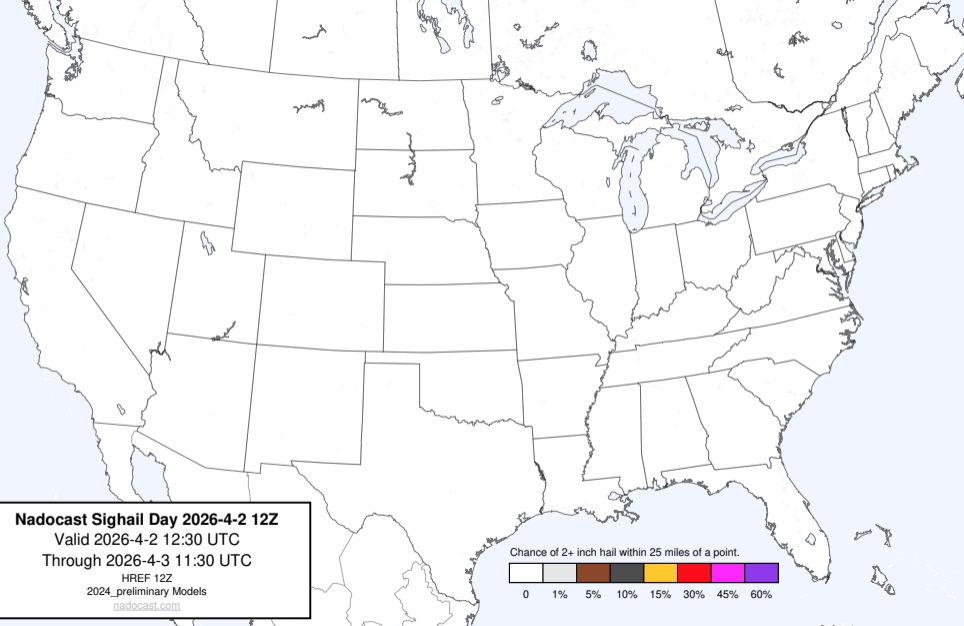 Nadocast Sighail Day 2026-4-2 12Z
Valid 2026-4-2 12:30 UTC
Through 2026-4-3 11:30 UTC
HREF 12Z
2024_preliminary Models
nadocast.com
Chance of 2+ inch hail within 25 miles of a point.
0 1% 5% 10% 15% 30% 45% 60%